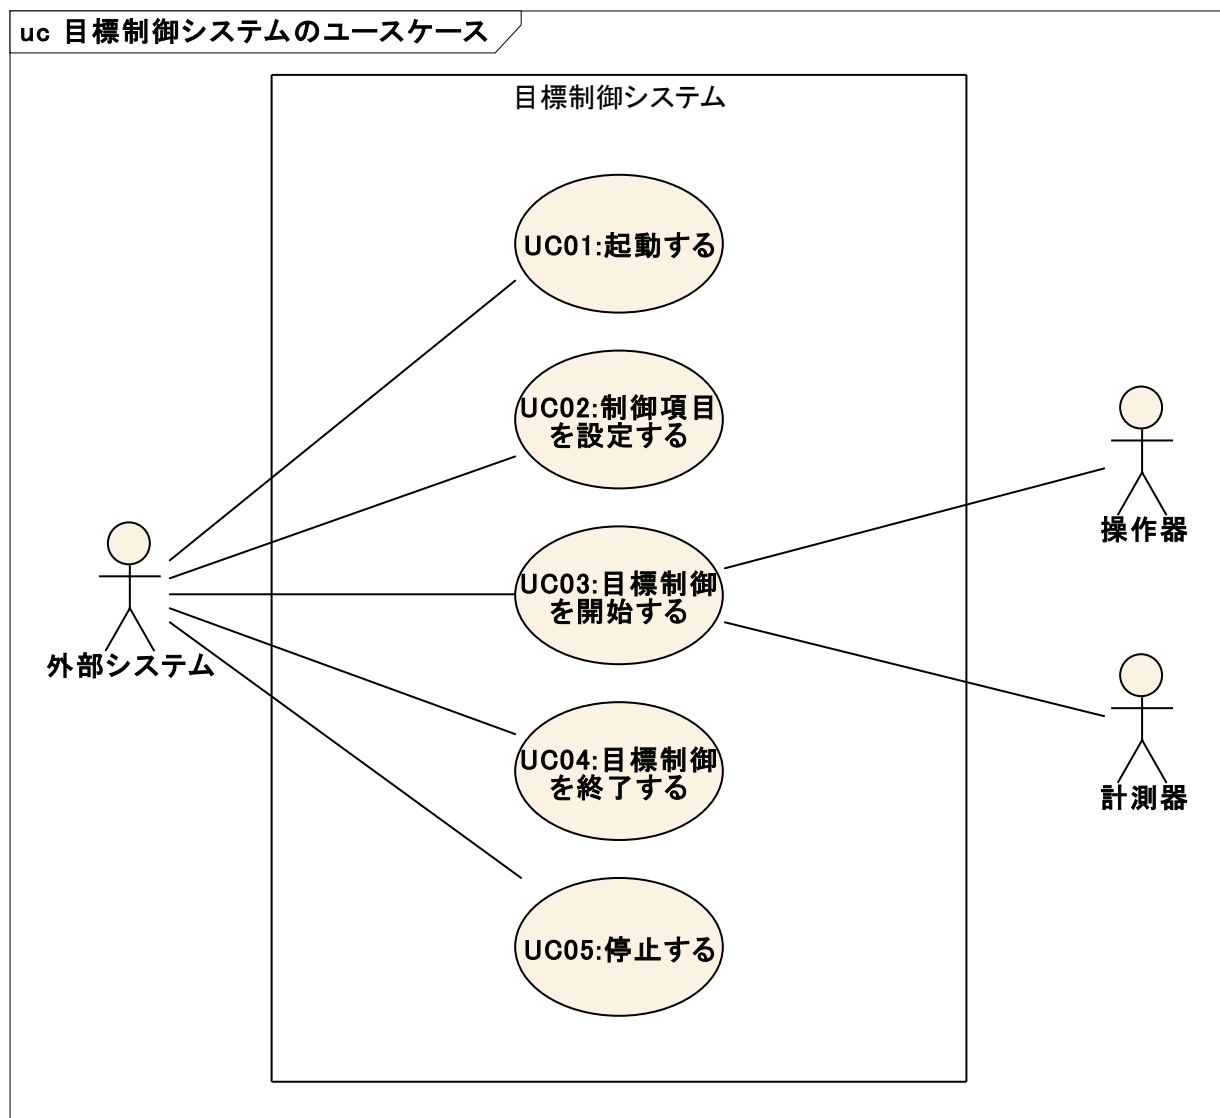 uc 目標制御システムのユースケース
目標制御システム
UC01:起動する
UC02:制御項目
を設定する
UC03:目標制御
を開始する
UC04:目標制御
を終了する
UC05:停止する
外部システム
操作器
計測器